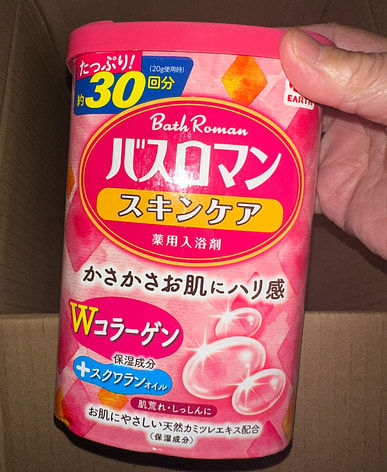 たっぷり!
(20g使用時)
約30回分
EARTH
Bath Roman
バスロマン
スキンケア
薬用入浴剤
かさかさお肌にハリ感
Wコラーゲン
保湿成分
+スクワランオイル
肌荒れ・しっしんに
お肌にやさしい天然カミツレエキス配合
(保湿成分)